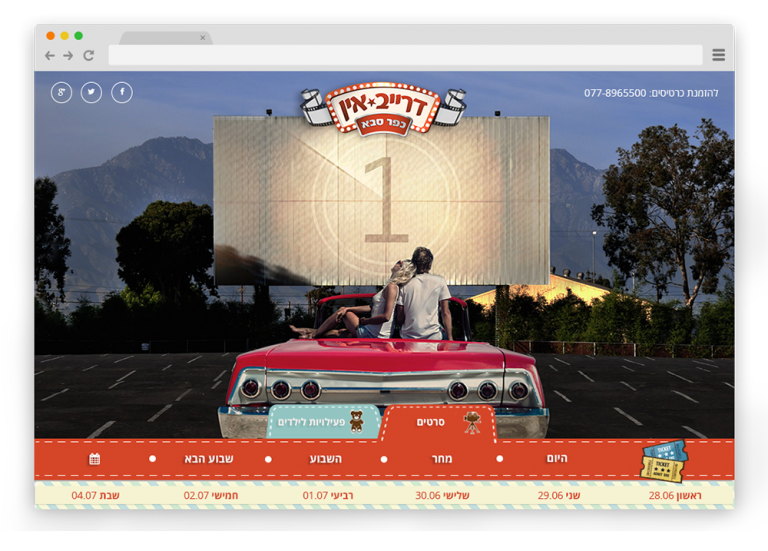 להזמנת כרטיסים: 077-8965500
דרייב אין
כפר סבא
1
סרטים
פעילויות לילדים
היום
מחר
השבוע
שבוע הבא
TICKET
TICKET
ראשון 28.06
שני 29.06
שלישי 30.06
רביעי 01.07
חמישי 02.07
שבת 04.07